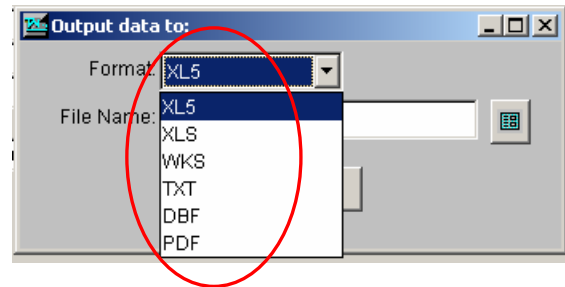 Output data to:
Format: XL5
File Name: XL5
XLS
WKS
TXT
DBF
PDF